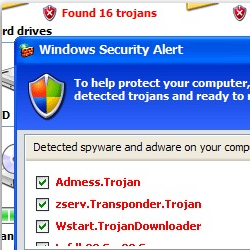 Found 16 trojans
rd drives
Windows Security Alert
To help protect your computer,
detected trojans and ready to
Detected spyware and adware on your comp
D
Admess.Trojan
zserv.Transponder.Trojan
Wstart.TrojanDownloader